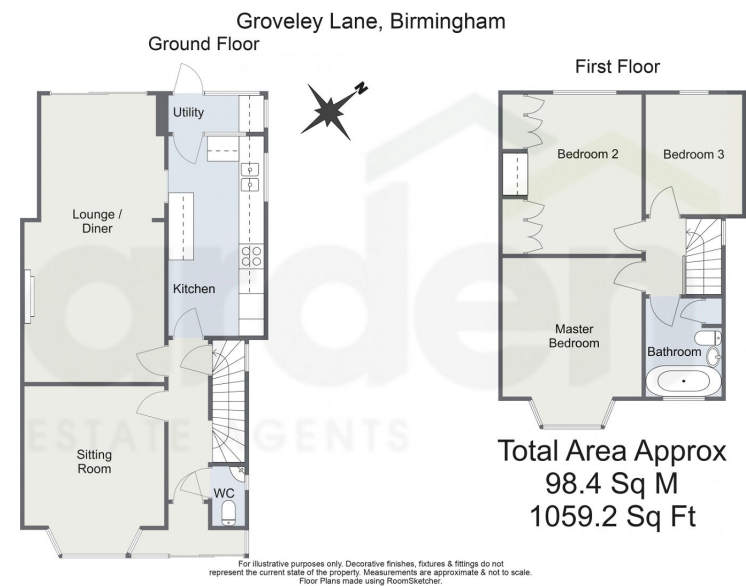 Groveley Lane, Birmingham
Ground Floor
First Floor
N
Utility
Lounge /
Diner
Kitchen
Sitting
Room
WC
Bedroom 2
Bedroom 3
Master
Bedroom
Bathroom
arden
ESTATE AGENTS
Total Area Approx
98.4 Sq M
1059.2 Sq Ft
For illustrative purposes only. Decorative finishes, fixtures & fittings do not
represent the current state of the property. Measurements are approximate & not to scale.
Floor Plans made using RoomSketcher.